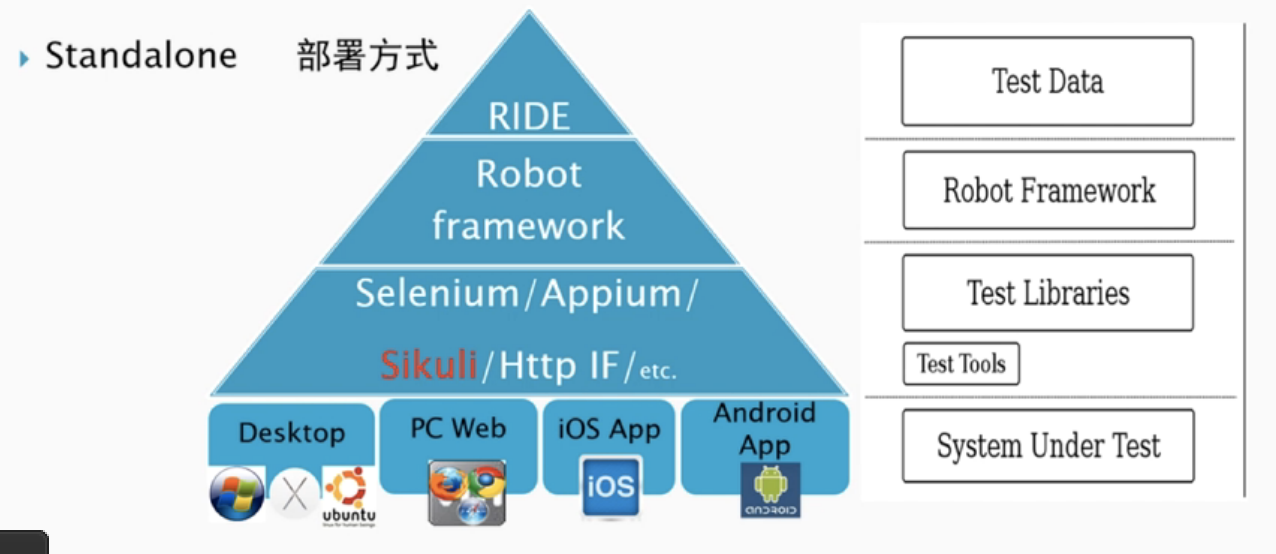 Standalone 部署方式
RIDE
Robot
framework
Selenium/Appium/
Sikuli/Http IF/etc.
Desktop
PC Web
iOS App
Android
App
ubuntu
iOS
ANDROID
Test Data
Robot Framework
Test Libraries
Test Tools
System Under Test